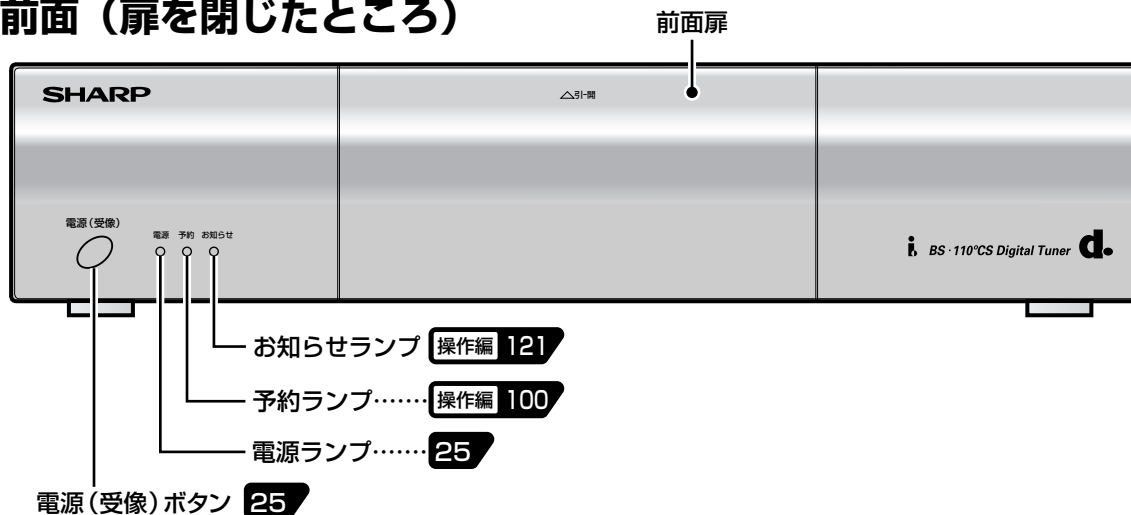 前面（扉を閉じたところ）
前面扉
SHARP
△引-開
電源(受像)
電源 予約 お知らせ
i. BS·110°CS Digital Tuner d.
お知らせランプ 操作編 121
予約ランプ……. 操作編 100
電源ランプ……. 25
電源(受像)ボタン 25